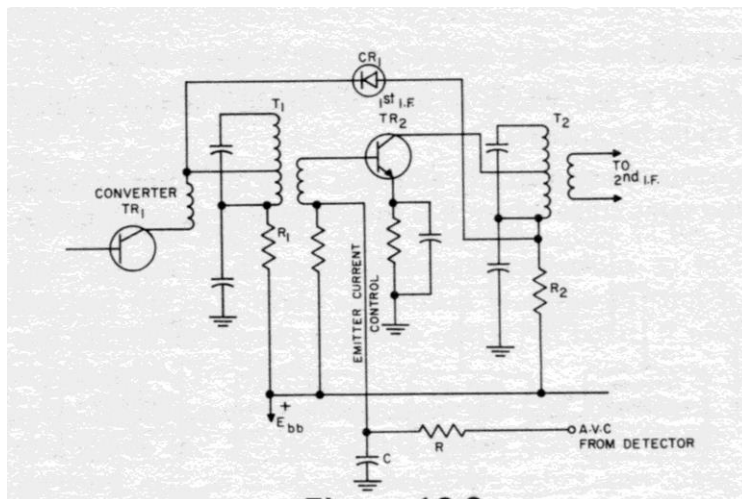 CR1
1st I.F.
TR2
T1
T2
TO
2nd I.F.
CONVERTER
TR1
R1
EMITTER CURRENT
CONTROL
R2
+
Ebb
A.V.C
FROM DETECTOR
R
C